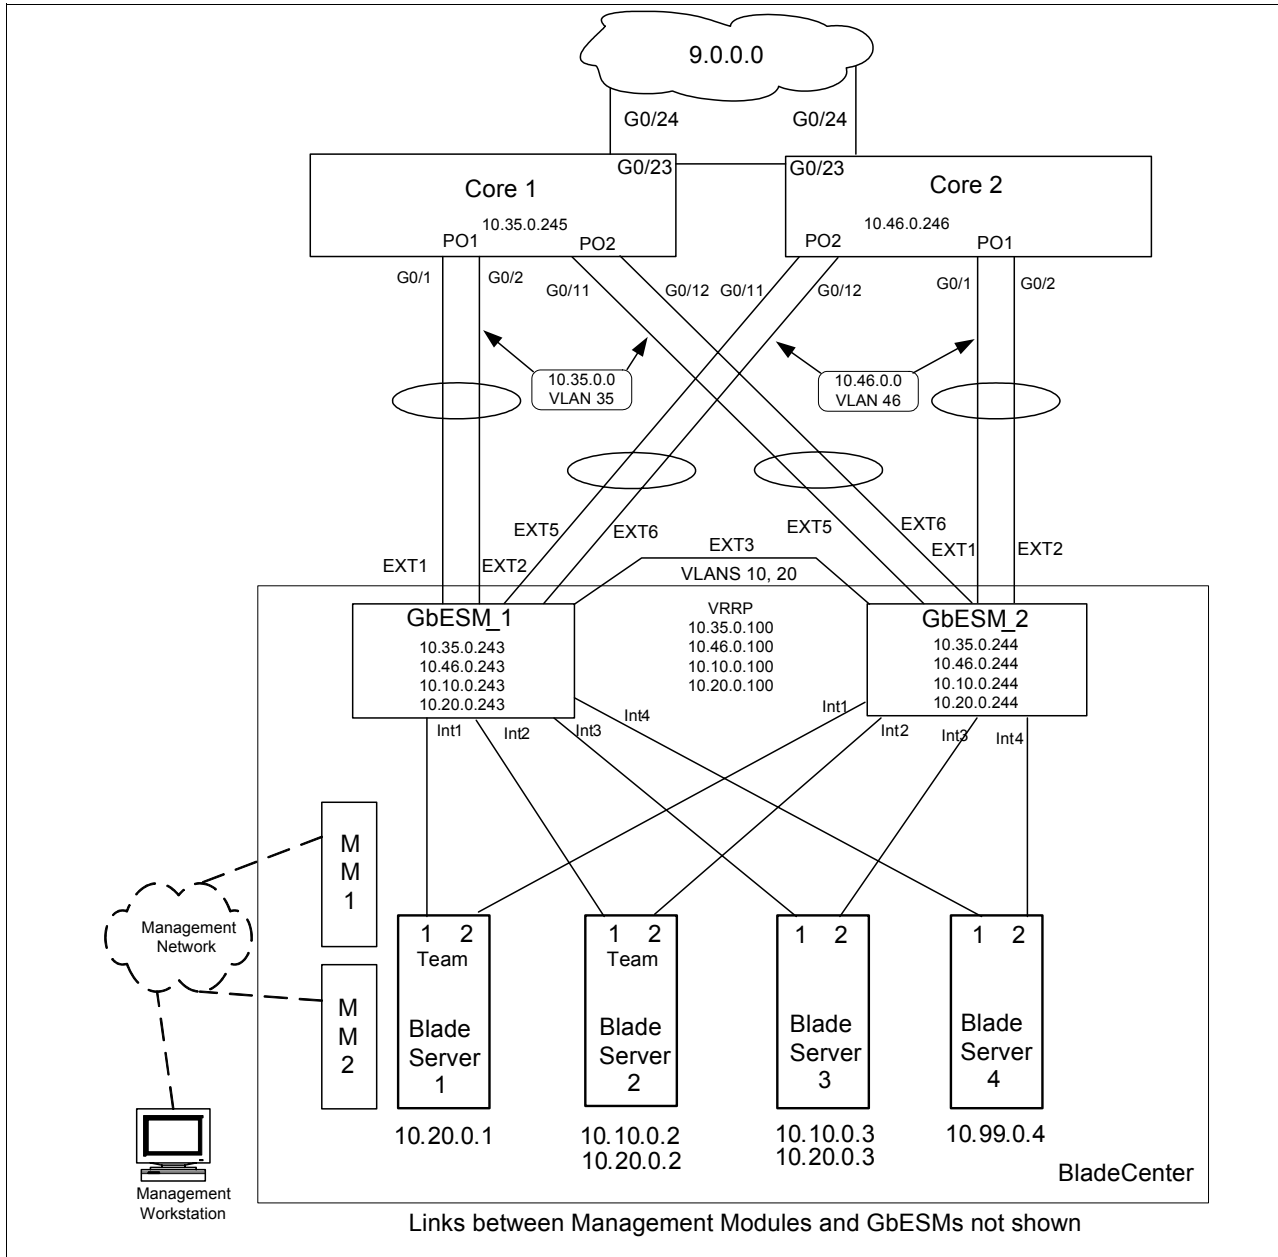 9.0.0.0
G0/24
G0/24
G0/23
G0/23
Core 1
Core 2
10.35.0.245
10.46.0.246
PO1
PO2
PO2
PO1
G0/1
G0/2
G0/11
G0/12
G0/11
G0/12
G0/1
G0/2
10.35.0.0
VLAN 35
10.46.0.0
VLAN 46
EXT5
EXT6
EXT5
EXT6
EXT1
EXT2
EXT3
EXT1
EXT2
VLANS 10, 20
GbESM_1
10.35.0.243
10.46.0.243
10.10.0.243
10.20.0.243
VRRP
10.35.0.100
10.46.0.100
10.10.0.100
10.20.0.100
GbESM_2
10.35.0.244
10.46.0.244
10.10.0.244
10.20.0.244
Int1
Int2
Int3
Int4
Int1
Int2
Int3
Int4
M
M
1
M
M
2
Management
Network
Management
Workstation
1 2
Team
Blade
Server
1
10.20.0.1
1 2
Team
Blade
Server
2
10.10.0.2
10.20.0.2
1 2
Blade
Server
3
10.10.0.3
10.20.0.3
1 2
Blade
Server
4
10.99.0.4
BladeCenter
Links between Management Modules and GbESMs not shown